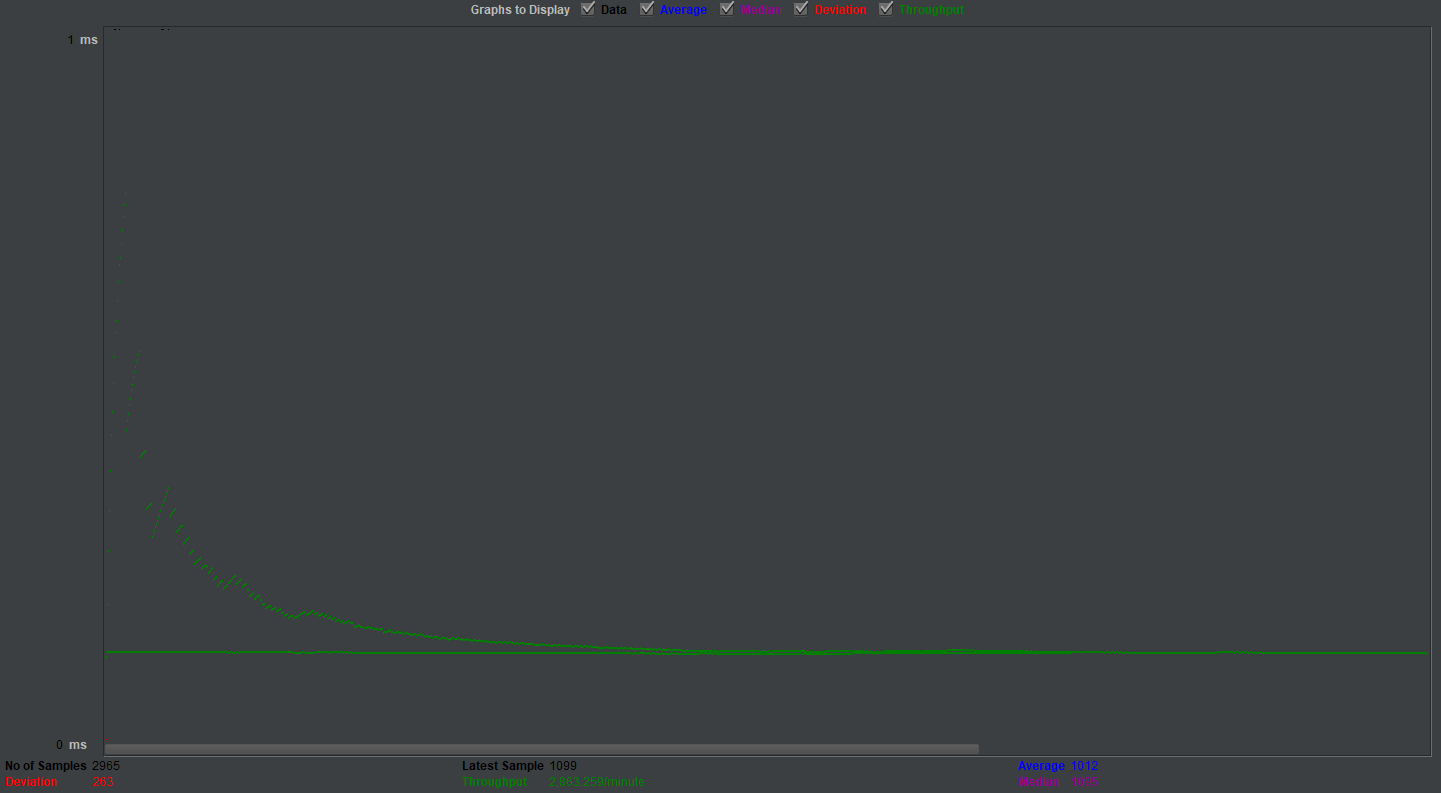 Graphs to Display Data Average Median Deviation Throughput
1 ms
0 ms
No of Samples 2965 Latest Sample 1099 Average 1012
Deviation 263 Throughput 2,863.259/minute Median